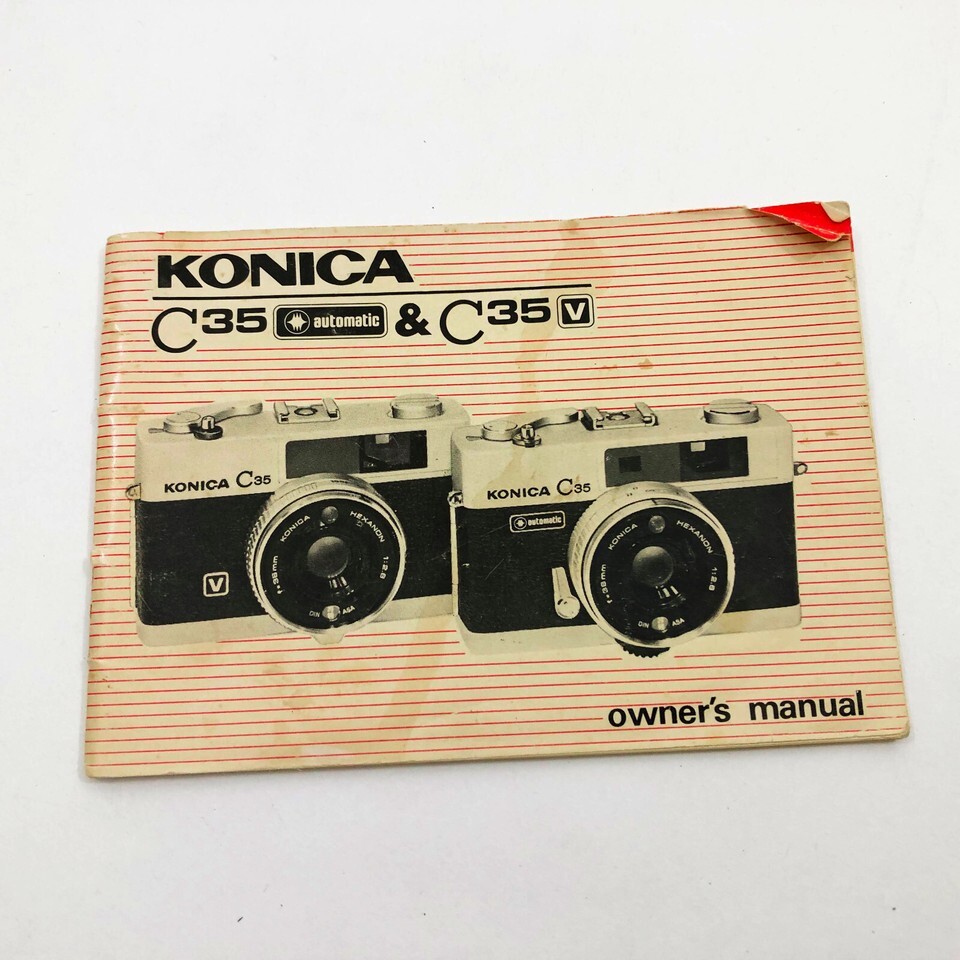 KONICA
C35 automatic & C35 V
KONICA C35
V
KONICA HEXANON 1:2.8 f=38mm
DIN ASA
KONICA C35
automatic
KONICA HEXANON 1:2.8 f=38mm
DIN ASA
owner's manual